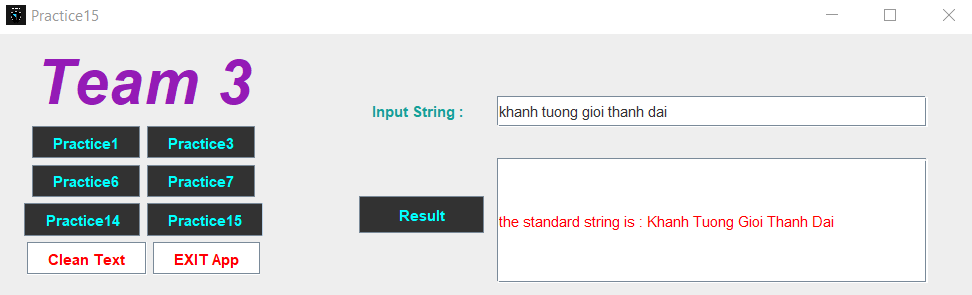 Practice15
Team 3
Input String :
khanh tuong gioi thanh dai
Practice1
Practice3
Practice6
Practice7
Practice14
Practice15
Result
the standard string is : Khanh Tuong Gioi Thanh Dai
Clean Text
EXIT App